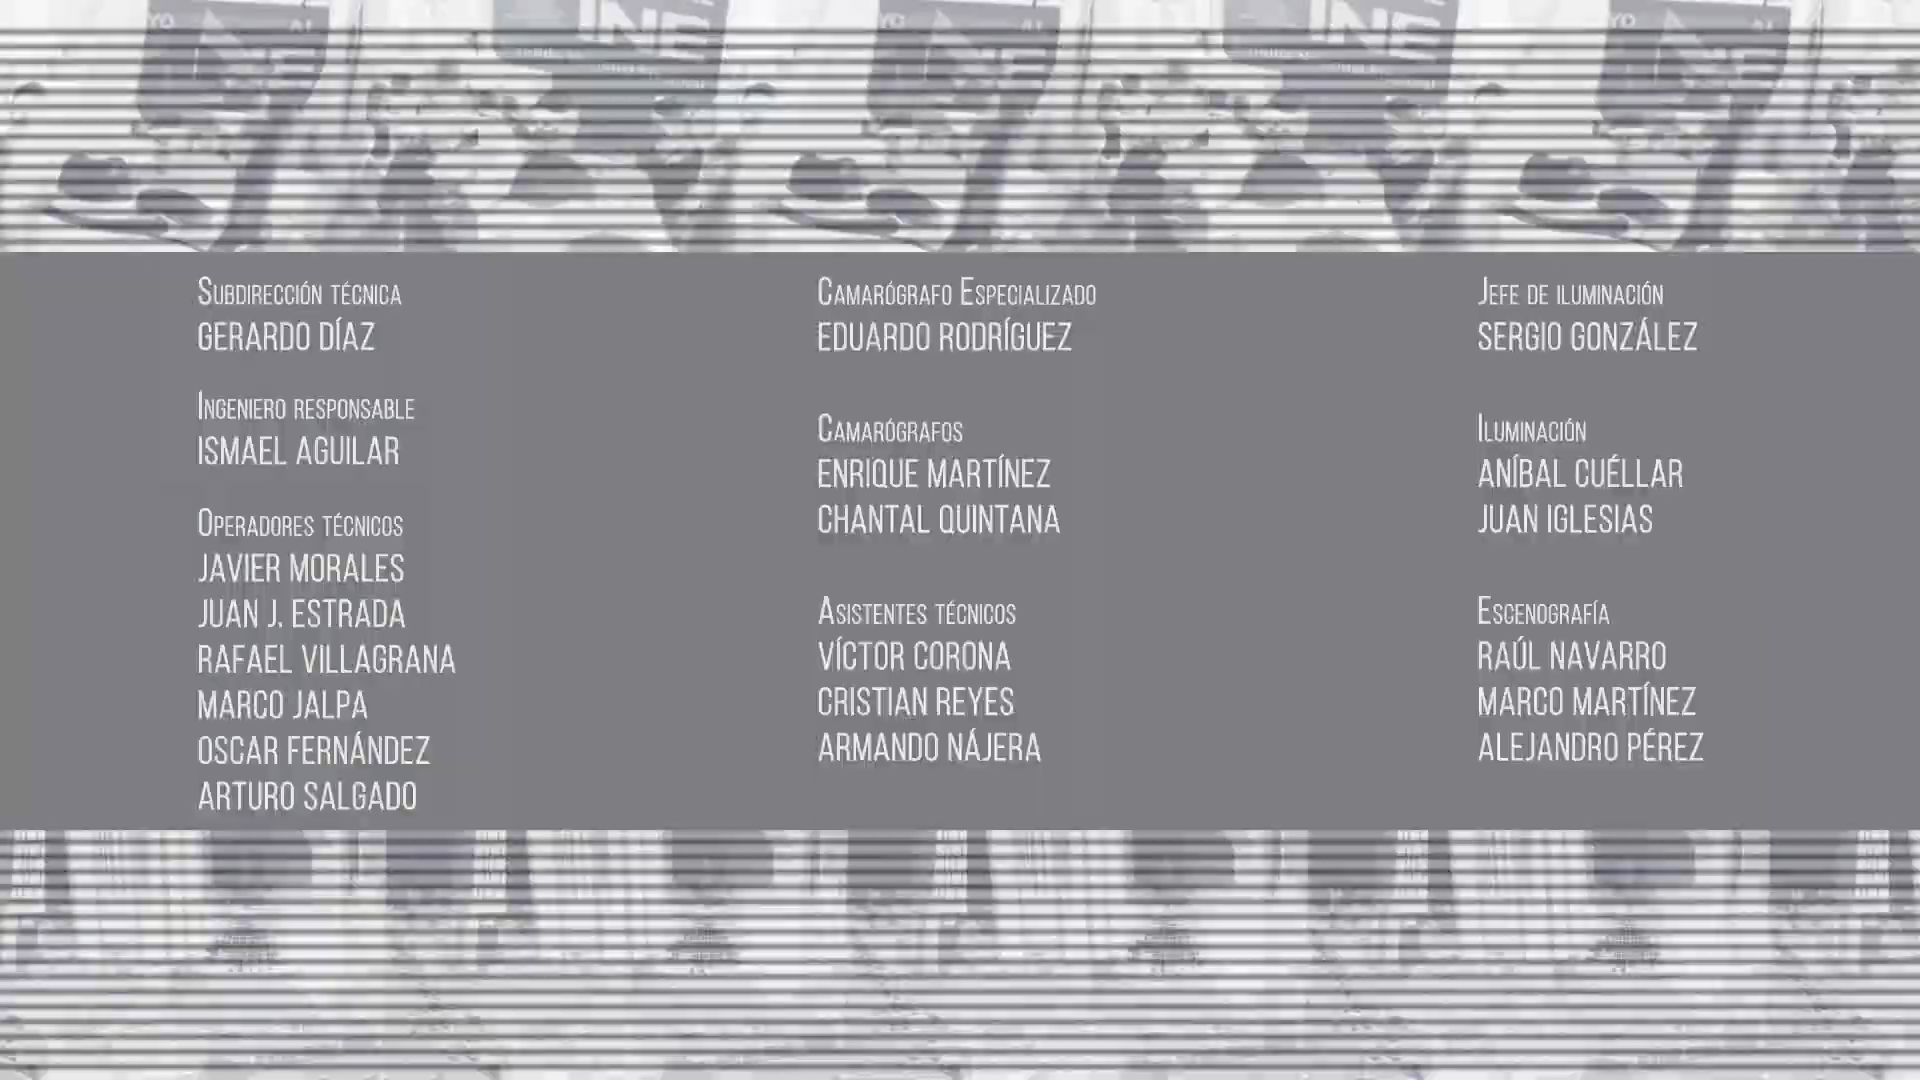 INE
INE
Subdirección técnica
GERARDO DÍAZ
Ingeniero responsable
ISMAEL AGUILAR
Operadores técnicos
JAVIER MORALES
JUAN J. ESTRADA
RAFAEL VILLAGRANA
MARCO JALPA
OSCAR FERNÁNDEZ
ARTURO SALGADO
Camarógrafo Especializado
EDUARDO RODRÍGUEZ
Camarógrafos
ENRIQUE MARTÍNEZ
CHANTAL QUINTANA
Asistentes técnicos
VÍCTOR CORONA
CRISTIAN REYES
ARMANDO NÁJERA
Jefe de iluminación
SERGIO GONZÁLEZ
Iluminación
ANÍBAL CUÉLLAR
JUAN IGLESIAS
Escenografía
RAÚL NAVARRO
MARCO MARTÍNEZ
ALEJANDRO PÉREZ